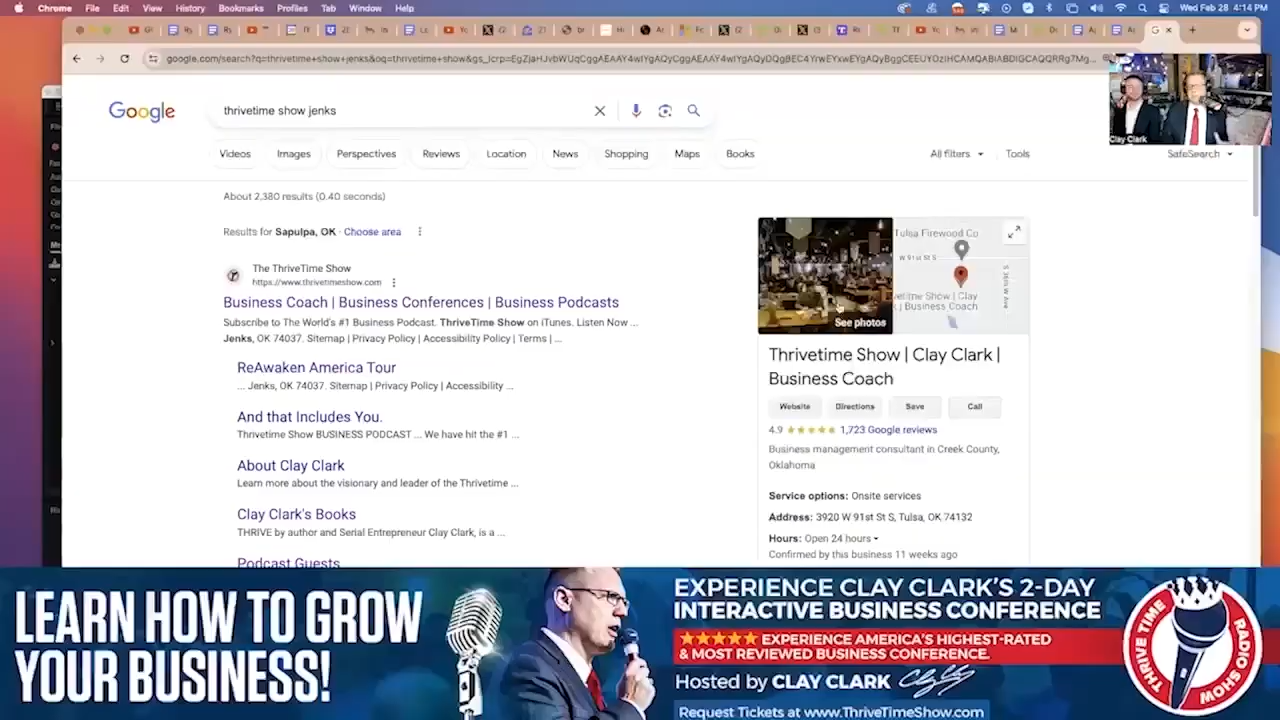 Chrome File Edit View History Bookmarks Profiles Tab Window Help
Wed Feb 28 4:14 PM
Google
thrivetime show jenks
Clay Clark
Videos Images Perspectives Reviews Location News Shopping Maps Books
All filters Tools SafeSearch
About 2,380 results (0.40 seconds)
Results for Sapulpa, OK · Choose area
The ThriveTime Show
https://www.thrivetimeshow.com
Business Coach | Business Conferences | Business Podcasts
Subscribe to The World's #1 Business Podcast. ThriveTime Show on iTunes. Listen Now ...
Jenks, OK 74037. Sitemap | Privacy Policy | Accessibility Policy | Terms | ...
ReAwaken America Tour
... Jenks, OK 74037. Sitemap | Privacy Policy | Accessibility ...
And that Includes You.
Thrivetime Show BUSINESS PODCAST ... We have hit the #1 ...
About Clay Clark
Learn more about the visionary and leader of the Thrivetime ...
Clay Clark's Books
THRIVE by author and Serial Entrepreneur Clay Clark, is a ...
Podcast Guests
See photos
Tulsa Firewood Co
W 91st St S
Show | Clay
| Business Coach
Thrivetime Show | Clay Clark |
Business Coach
Website Directions Save Call
4.9 1,723 Google reviews
Business management consultant in Creek County,
Oklahoma
Service options: Onsite services
Address: 3920 W 91st St S, Tulsa, OK 74132
Hours: Open 24 hours
Confirmed by this business 11 weeks ago
LEARN HOW TO GROW
YOUR BUSINESS!
EXPERIENCE CLAY CLARK'S 2-DAY
INTERACTIVE BUSINESS CONFERENCE
EXPERIENCE AMERICA'S HIGHEST-RATED
& MOST REVIEWED BUSINESS CONFERENCE.
Hosted by CLAY CLARK
Request Tickets at www.ThriveTimeShow.com
THRIVE TIME
RADIO SHOW